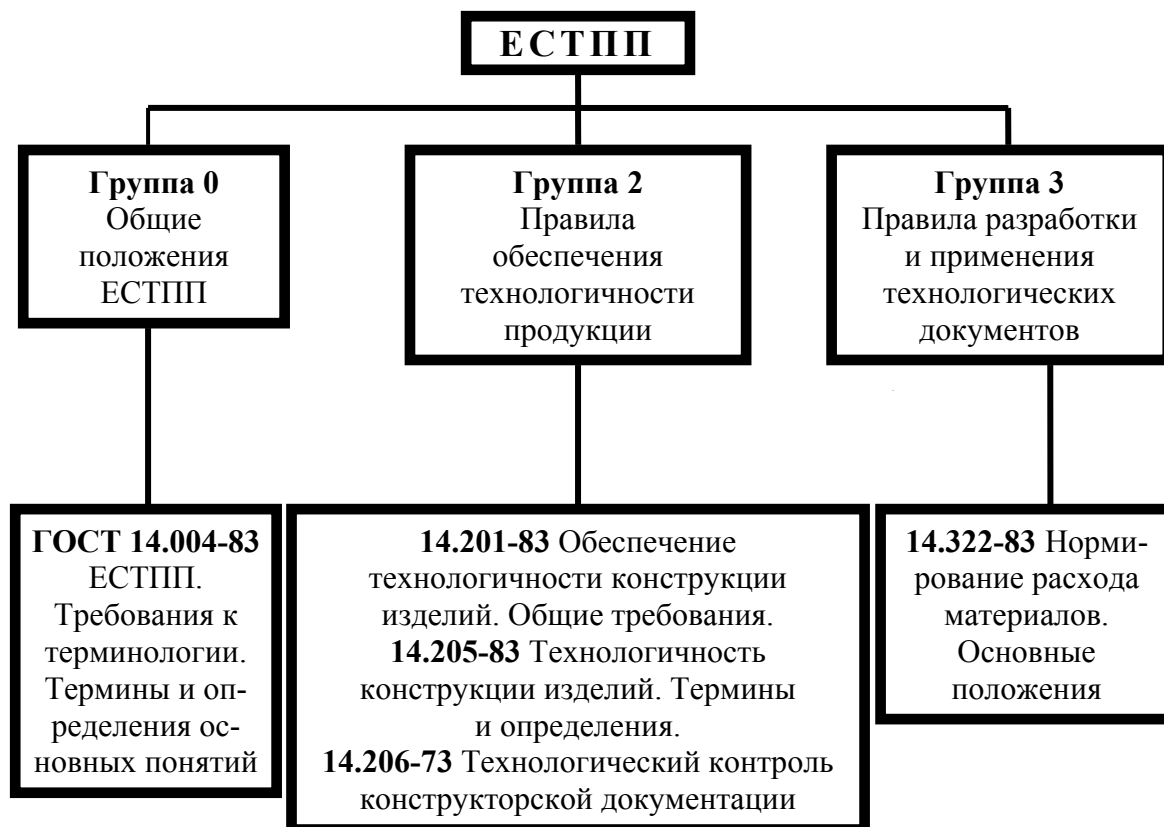 ЕСТПП
Группа 0
Общие
положения
ЕСТПП
Группа 2
Правила
обеспечения
технологичности
продукции
Группа 3
Правила разработки
и применения
технологических
документов
ГОСТ 14.004-83
ЕСТПП.
Требования к
терминологии.
Термины и оп-
ределения ос-
новных понятий
14.201-83 Обеспечение
технологичности конструкции
изделий. Общие требования.
14.205-83 Технологичность
конструкции изделий. Термины
и определения.
14.206-73 Технологический контроль
конструкторской документации
14.322-83 Норми-
рование расхода
материалов.
Основные
положения